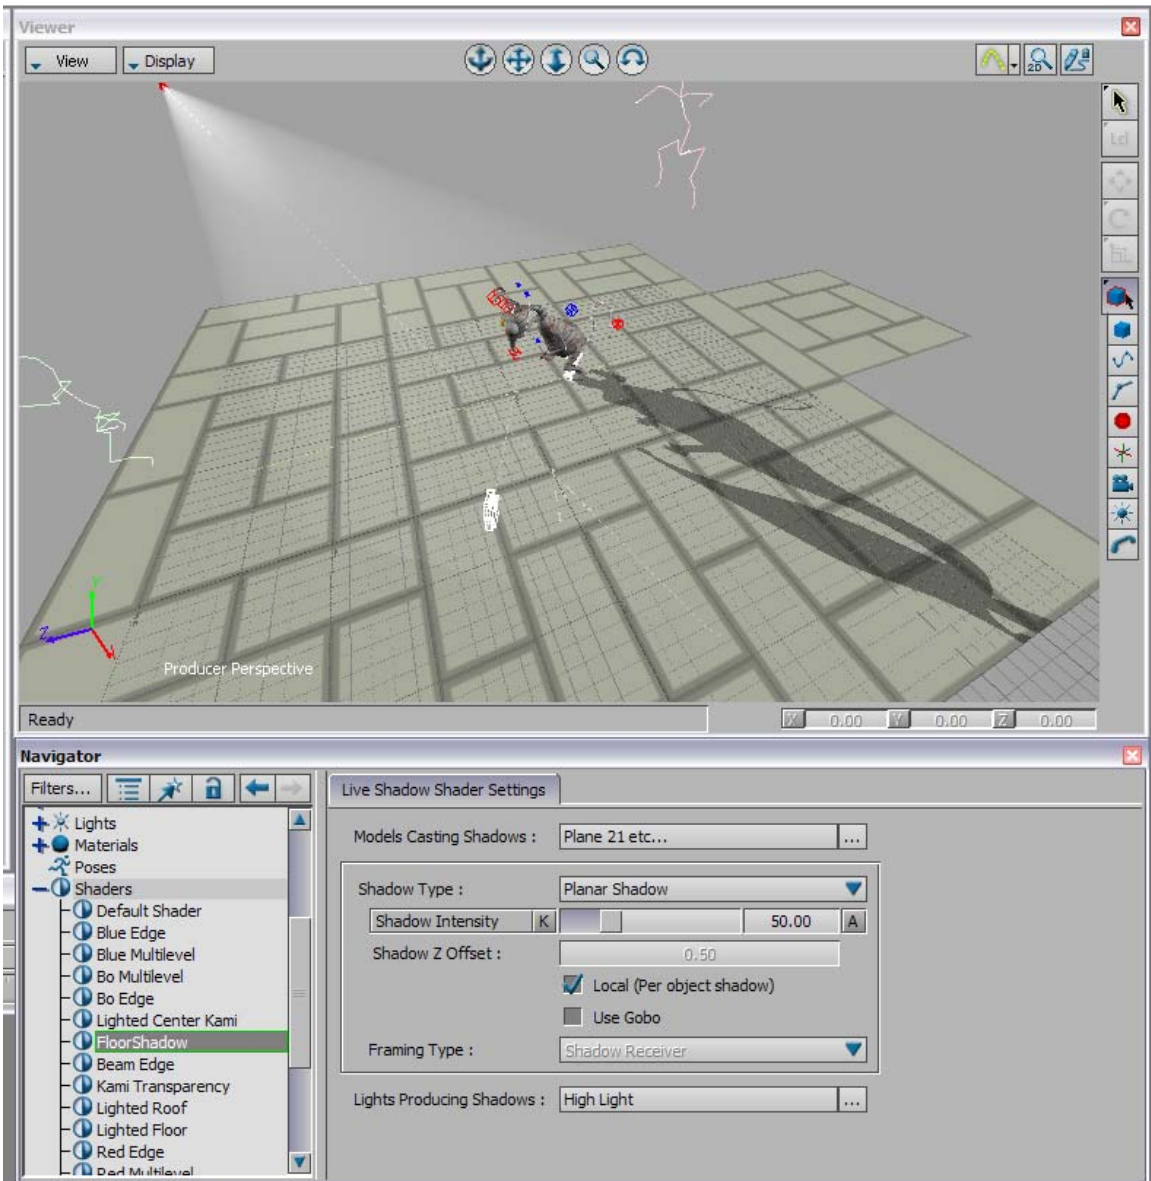 Viewer
View
Display
2D
Lcl
Y
Z
Producer Perspective
Ready
X 0.00 Y 0.00 Z 0.00
Navigator
Filters...
Lights
Materials
Poses
Shaders
Default Shader
Blue Edge
Blue Multilevel
Bo Multilevel
Bo Edge
Lighted Center Kami
FloorShadow
Beam Edge
Kami Transparency
Lighted Roof
Lighted Floor
Red Edge
Red Multilevel
Live Shadow Shader Settings
Models Casting Shadows : Plane 21 etc... ...
Shadow Type : Planar Shadow
Shadow Intensity K 50.00 A
Shadow Z Offset : 0.50
Local (Per object shadow)
Use Gobo
Framing Type : Shadow Receiver
Lights Producing Shadows : High Light ...